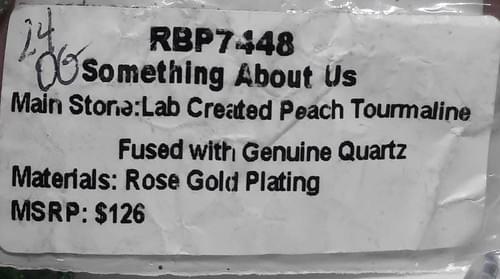 24
06
RBP7448
Something About Us
Main Stone:Lab Created Peach Tourmaline
Fused with Genuine Quartz
Materials: Rose Gold Plating
MSRP: $126